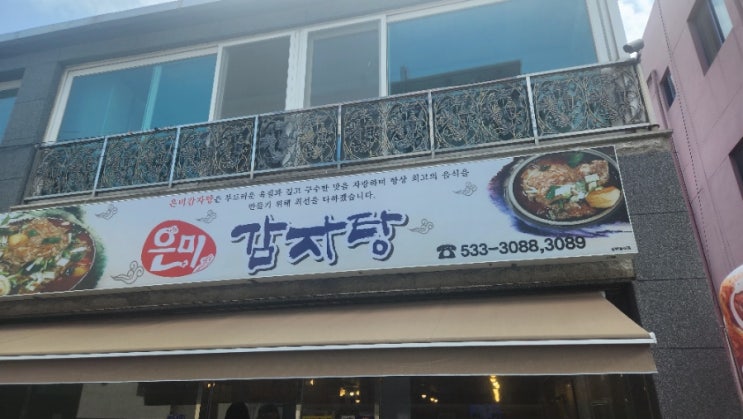 은미감자탕은 부드러운 육질과 깊고 구수한 맛을 자랑하며 항상 최고의 음식을
만들기 위해 최선을 다하겠습니다.
은미 감자탕
☎ 533-3088,3089